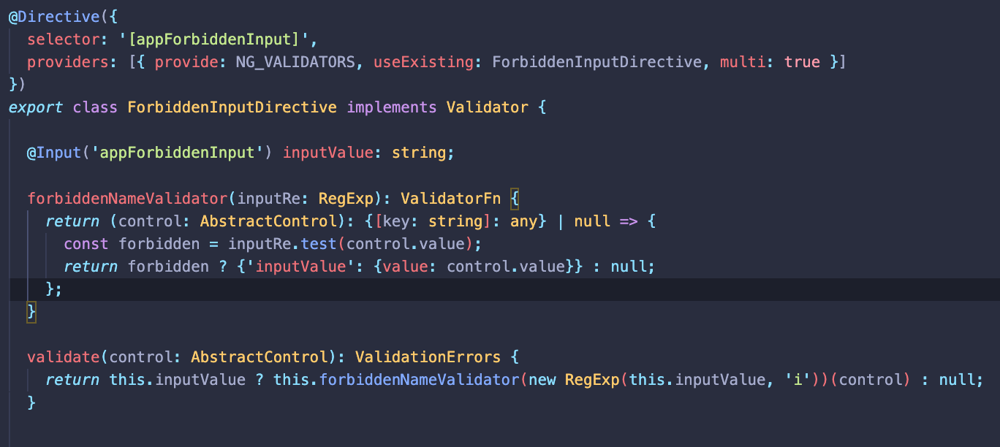 @Directive({
  selector: '[appForbiddenInput]',
  providers: [{ provide: NG_VALIDATORS, useExisting: ForbiddenInputDirective, multi: true }]
})
export class ForbiddenInputDirective implements Validator {
  @Input('appForbiddenInput') inputValue: string;
  forbiddenNameValidator(inputRe: RegExp): ValidatorFn {
    return (control: AbstractControl): {[key: string]: any} | null => {
      const forbidden = inputRe.test(control.value);
      return forbidden ? {'inputValue': {value: control.value}} : null;
    };
  }
  validate(control: AbstractControl): ValidationErrors {
    return this.inputValue ? this.forbiddenNameValidator(new RegExp(this.inputValue, 'i'))(control) : null;
  }